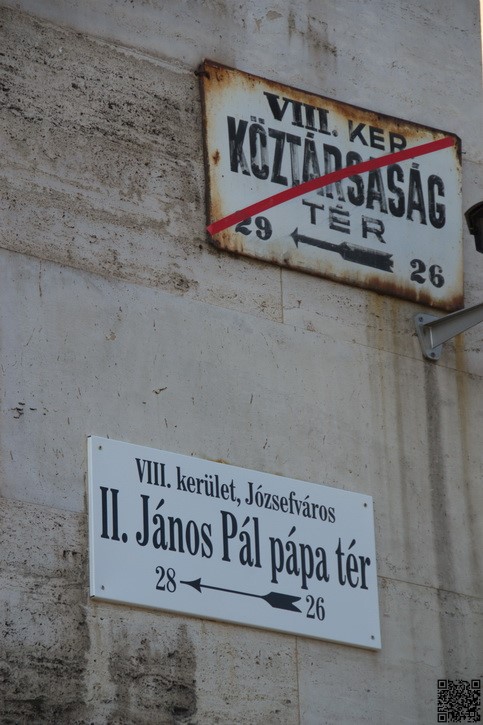 VIII. KER
KÖZTÁRSASÁG
TÉR
29 26
VIII. kerület, Józsefváros
II. János Pál pápa tér
28 26